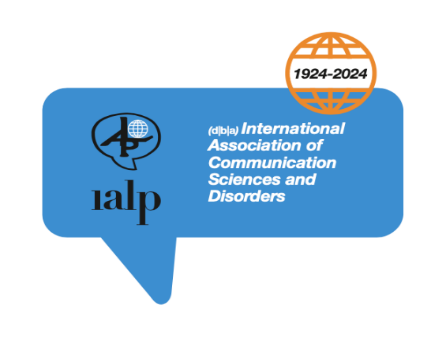 1924-2024
(d|b|a) International
Association of
Communication
Sciences and
Disorders
ialp